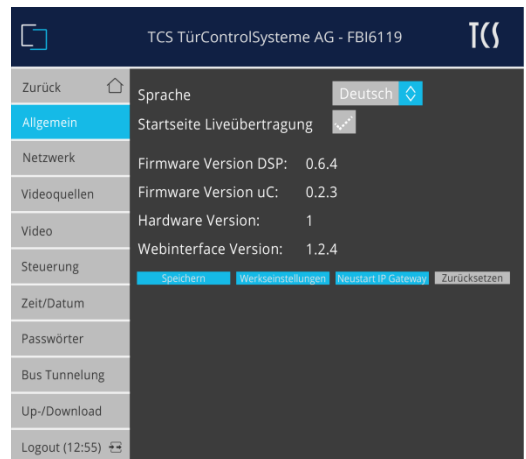 TCS TürControlSysteme AG - FBI6119
TCS
Zurück
Allgemein
Netzwerk
Videoquellen
Video
Steuerung
Zeit/Datum
Passwörter
Bus Tunnelung
Up-/Download
Logout (12:55)
Sprache Deutsch
Startseite Liveübertragung
Firmware Version DSP: 0.6.4
Firmware Version uC: 0.2.3
Hardware Version: 1
Webinterface Version: 1.2.4
Speichern Werkseinstellungen Neustart IP Gateway Zurücksetzen